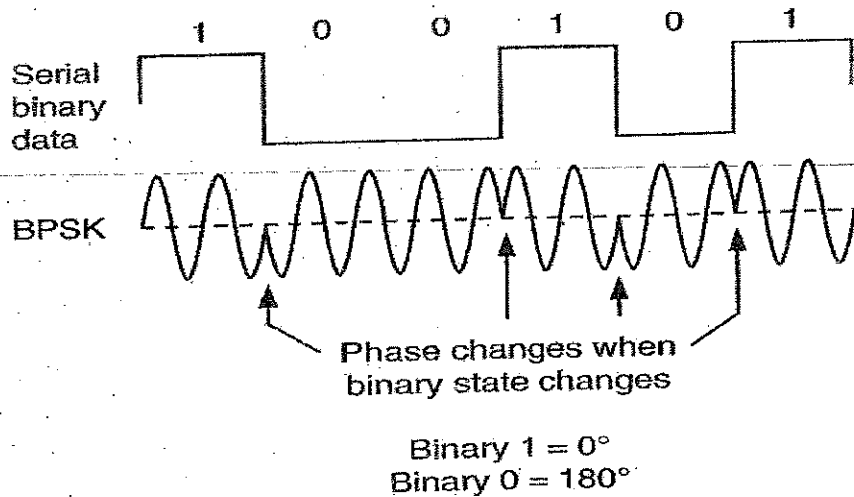 1 0 0 1 0 1
Serial
binary
data
BPSK
Phase changes when
binary state changes
Binary 1 = 0°
Binary 0 = 180°